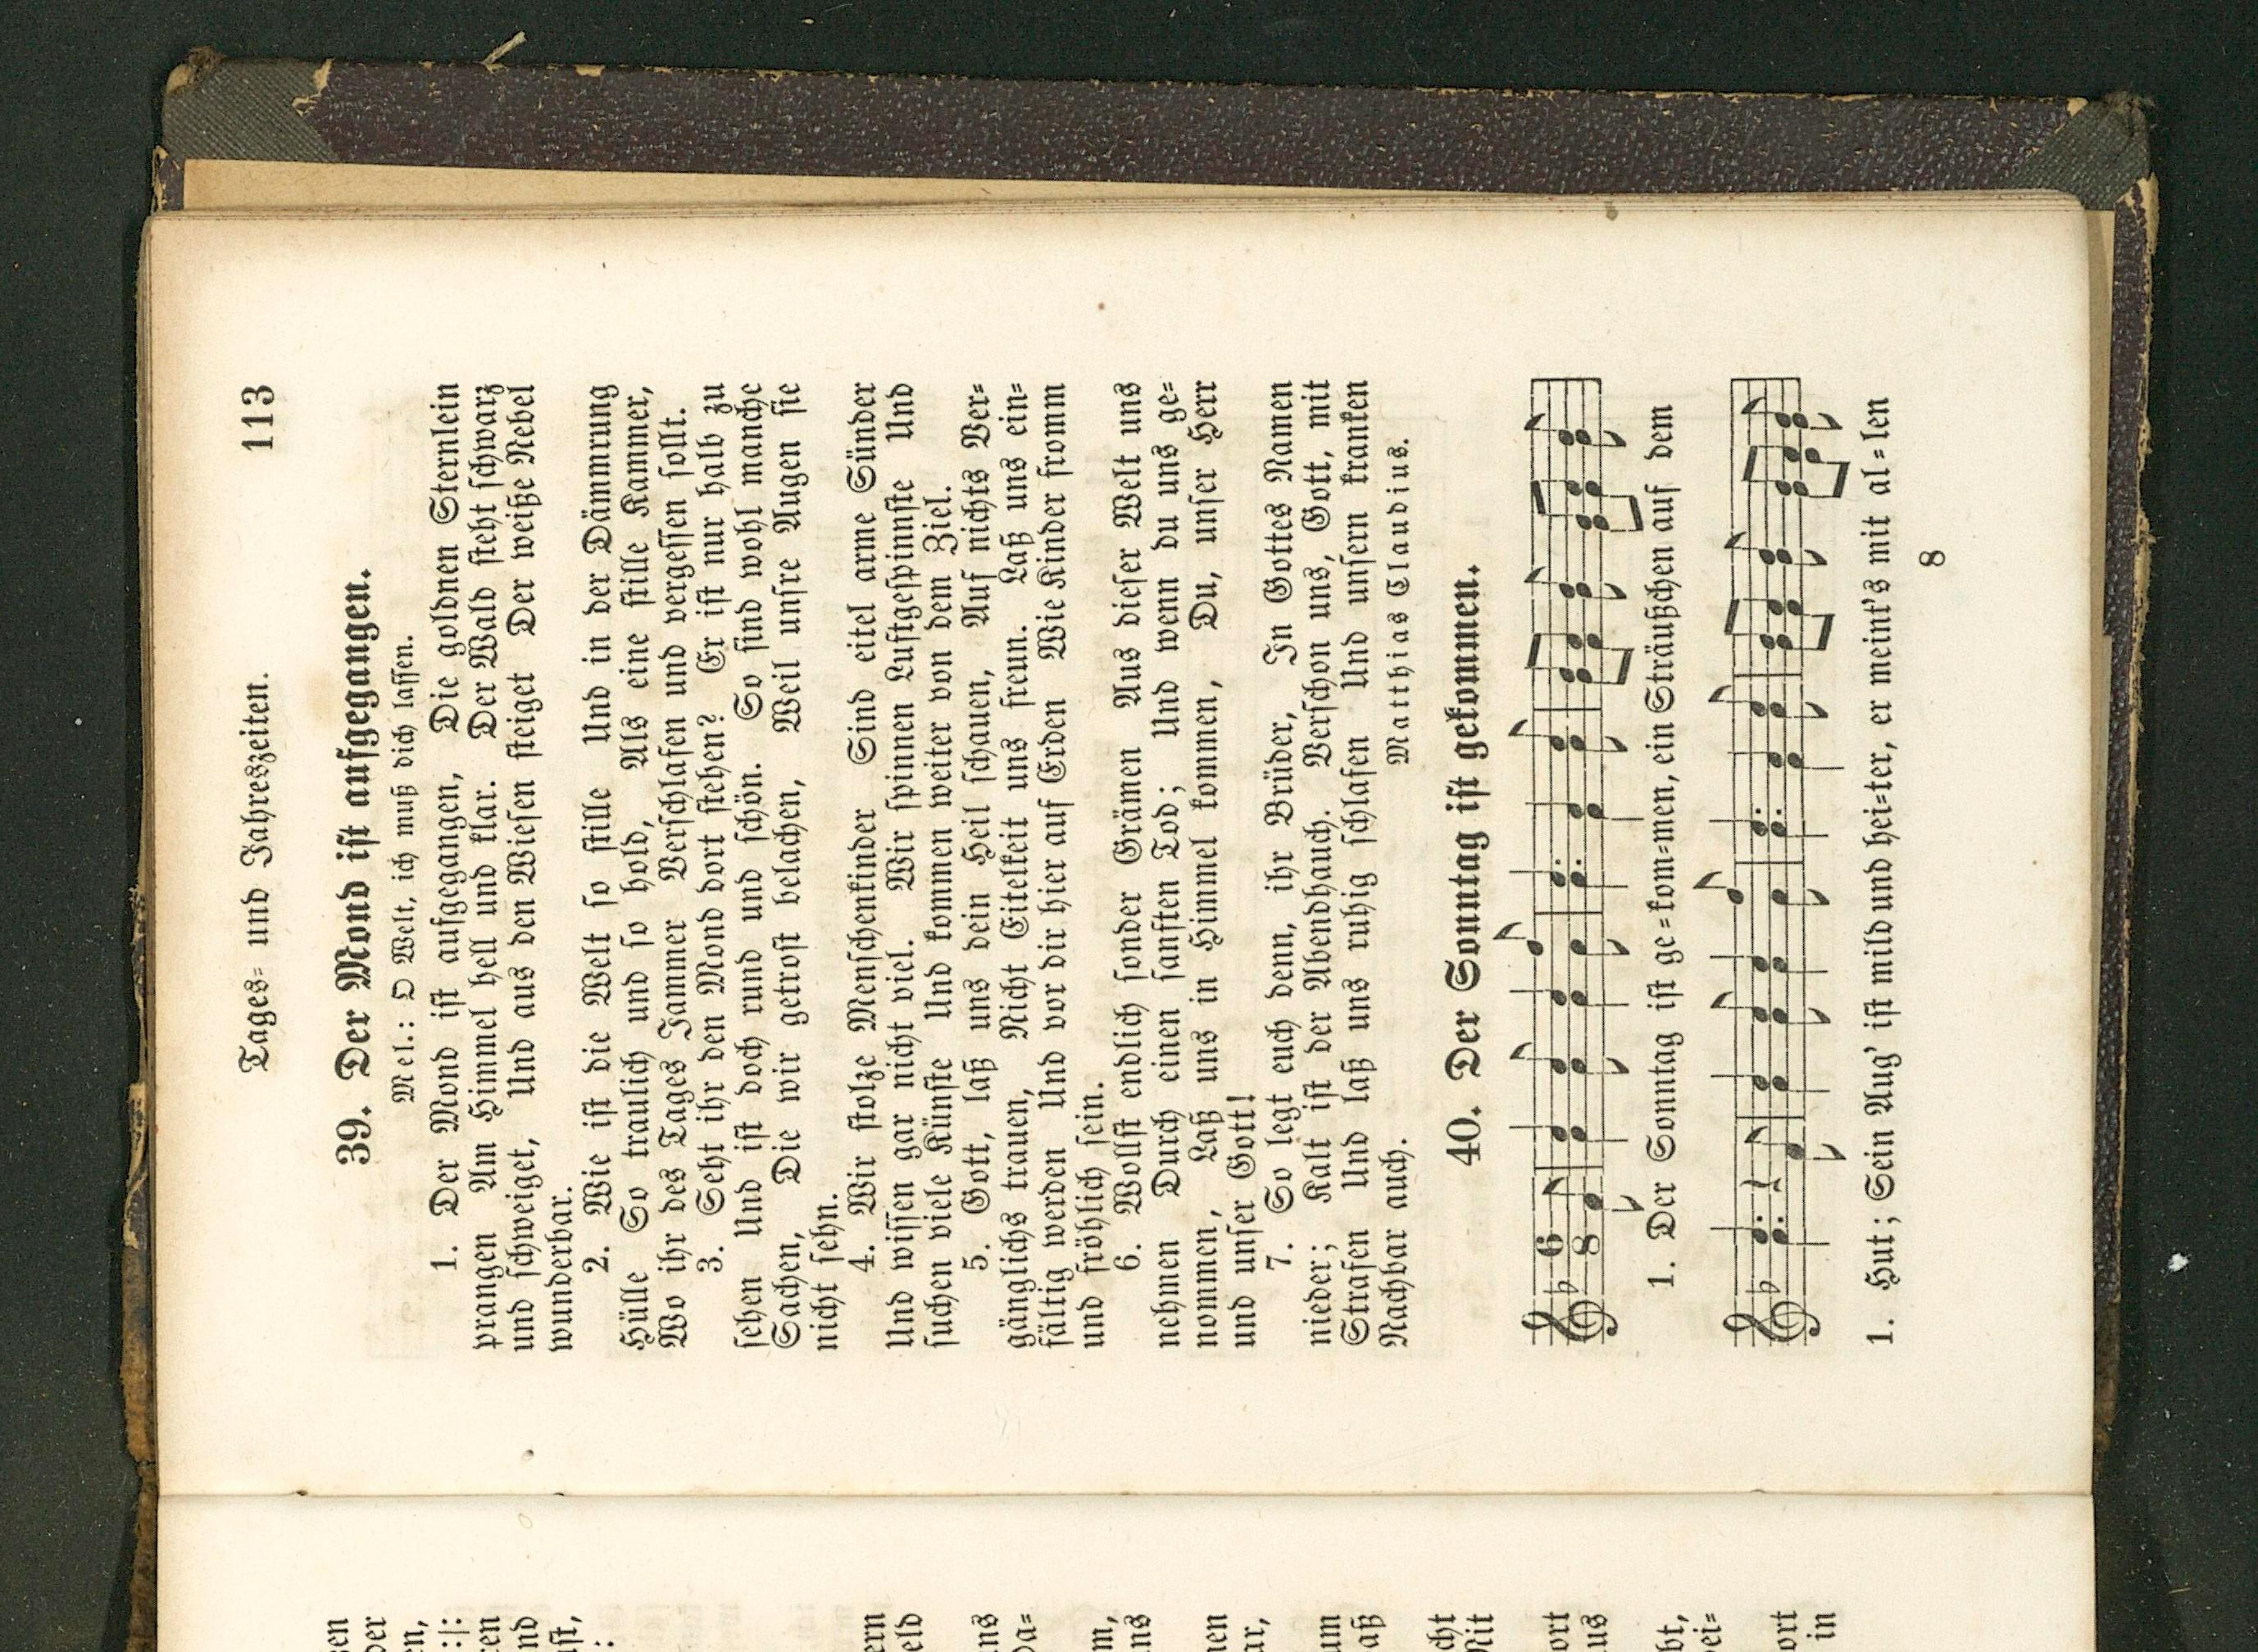 Tages= und Jahreszeiten. 113
39. Der Mond ist aufgegangen.
Mel.: O Welt, ich muß dich lassen.
1. Der Mond ist aufgegangen, Die goldnen Sternlein
prangen Am Himmel hell und klar. Der Wald steht schwarz
und schweiget, Und aus den Wiesen steiget Der weiße Nebel
wunderbar.
2. Wie ist die Welt so stille Und in der Dämmrung
Hülle So traulich und so hold, Als eine stille Kammer,
Wo ihr des Tages Jammer Verschlafen und vergessen sollt.
3. Seht ihr den Mond dort stehen? Er ist nur halb zu
sehen Und ist doch rund und schön. So sind wohl manche
Sachen, Die wir getrost belachen, Weil unsre Augen sie
nicht sehn.
4. Wir stolze Menschenkinder Sind eitel arme Sünder
Und wissen gar nicht viel. Wir spinnen Luftgespinnste Und
suchen viele Künste Und kommen weiter von dem Ziel.
5. Gott, laß uns dein Heil schauen, Auf nichts Ver=
gänglichs trauen, Nicht Eitelkeit uns freun. Laß uns ein=
fältig werden Und vor dir hier auf Erden Wie Kinder fromm
und fröhlich sein.
6. Wollst endlich sonder Grämen Aus dieser Welt uns
nehmen Durch einen sanften Tod; Und wenn du uns ge=
nommen, Laß uns in Himmel kommen, Du, unser Herr
und unser Gott!
7. So legt euch denn, ihr Brüder, In Gottes Namen
nieder; Kalt ist der Abendhauch. Verschon uns, Gott, mit
Strafen Und laß uns ruhig schlafen Und unsern kranken
Nachbar auch.
Matthias Claudius.
40. Der Sonntag ist gekommen.
6
8
1. Der Sonntag ist ge=kom=men, ein Sträußchen auf dem
1. Hut; Sein Aug' ist mild und hei=ter, er meint's mit al=len
8